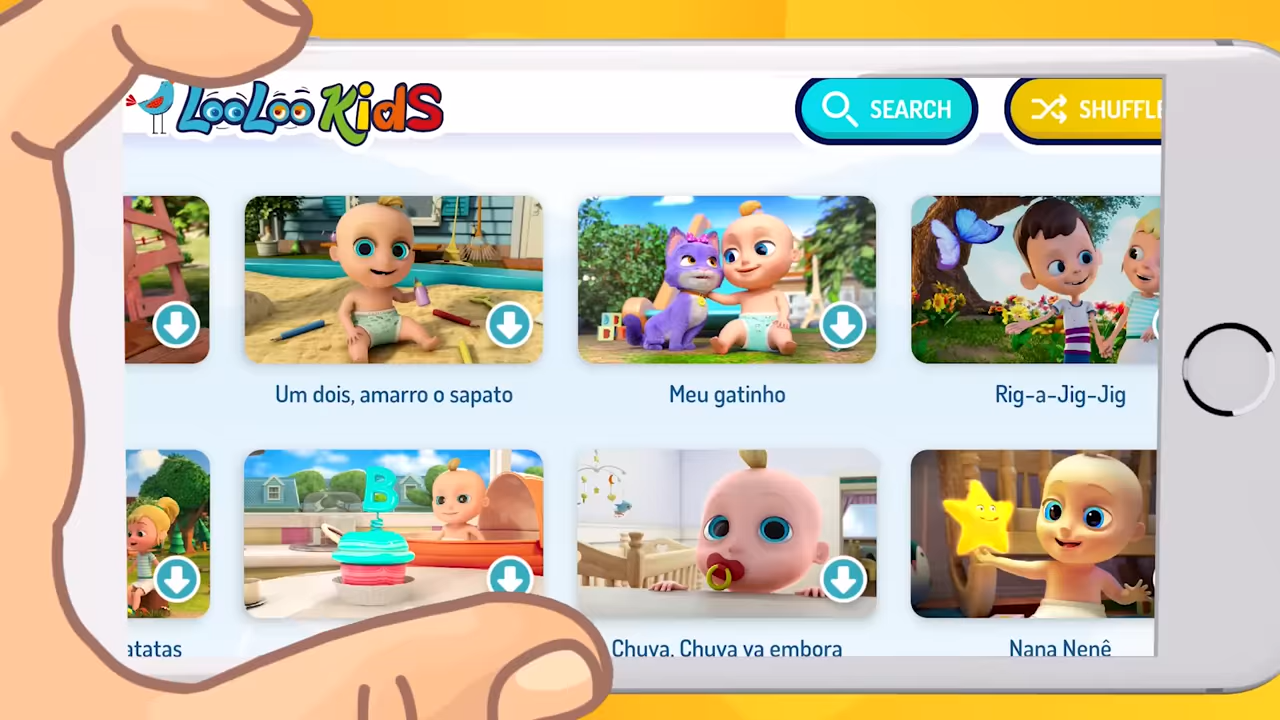 LooLoo Kids
SEARCH
SHUFFLE
Um dois, amarro o sapato
Meu gatinho
Rig-a-Jig-Jig
B
atatas
Chuva, Chuva va embora
Nana Nenê